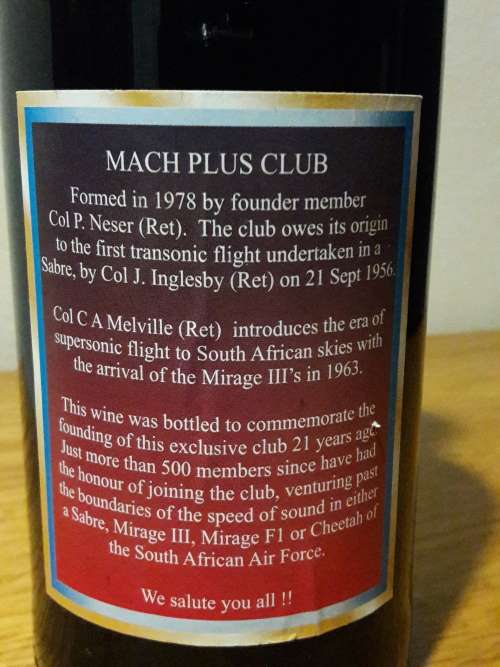 MACH PLUS CLUB
Formed in 1978 by founder member
Col P. Neser (Ret). The club owes its origin
to the first transonic flight undertaken in a
Sabre, by Col J. Inglesby (Ret) on 21 Sept 1956.
Col C A Melville (Ret) introduces the era of
supersonic flight to South African skies with
the arrival of the Mirage III's in 1963.
This wine was bottled to commemorate the
founding of this exclusive club 21 years ago.
Just more than 500 members since have had
the honour of joining the club, venturing past
the boundaries of the speed of sound in either
a Sabre, Mirage III, Mirage F1 or Cheetah of
the South African Air Force.
We salute you all !!